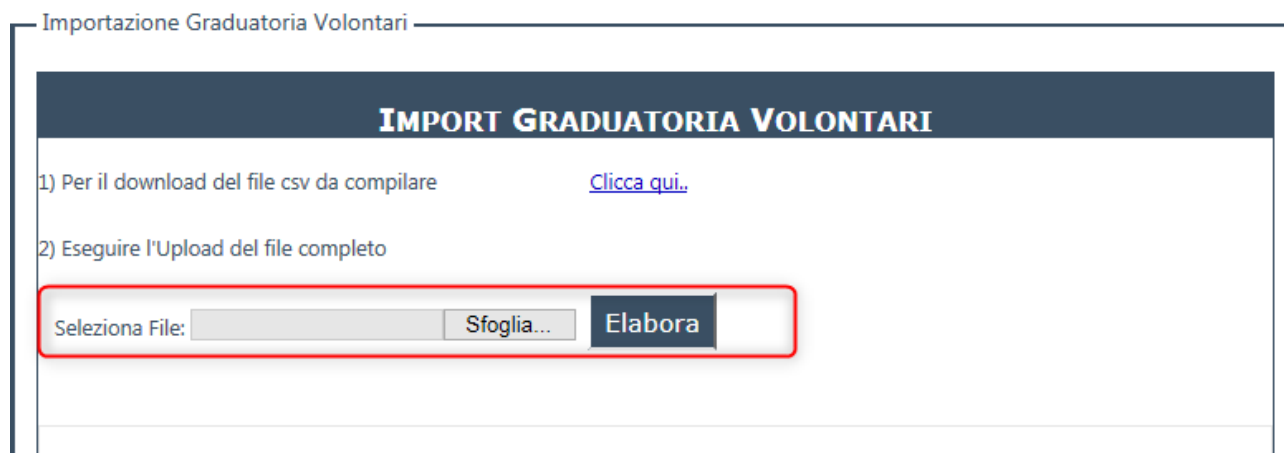 Importazione Graduatoria Volontari
IMPORT GRADUATORIA VOLONTARI
1) Per il download del file csv da compilare Clicca qui..
2) Eseguire l'Upload del file completo
Seleziona File: Sfoglia... Elabora